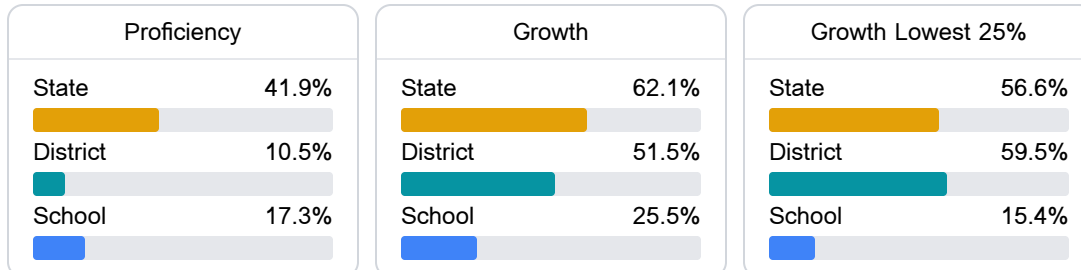 Proficiency
State 41.9%
District 10.5%
School 17.3%
Growth
State 62.1%
District 51.5%
School 25.5%
Growth Lowest 25%
State 56.6%
District 59.5%
School 15.4%